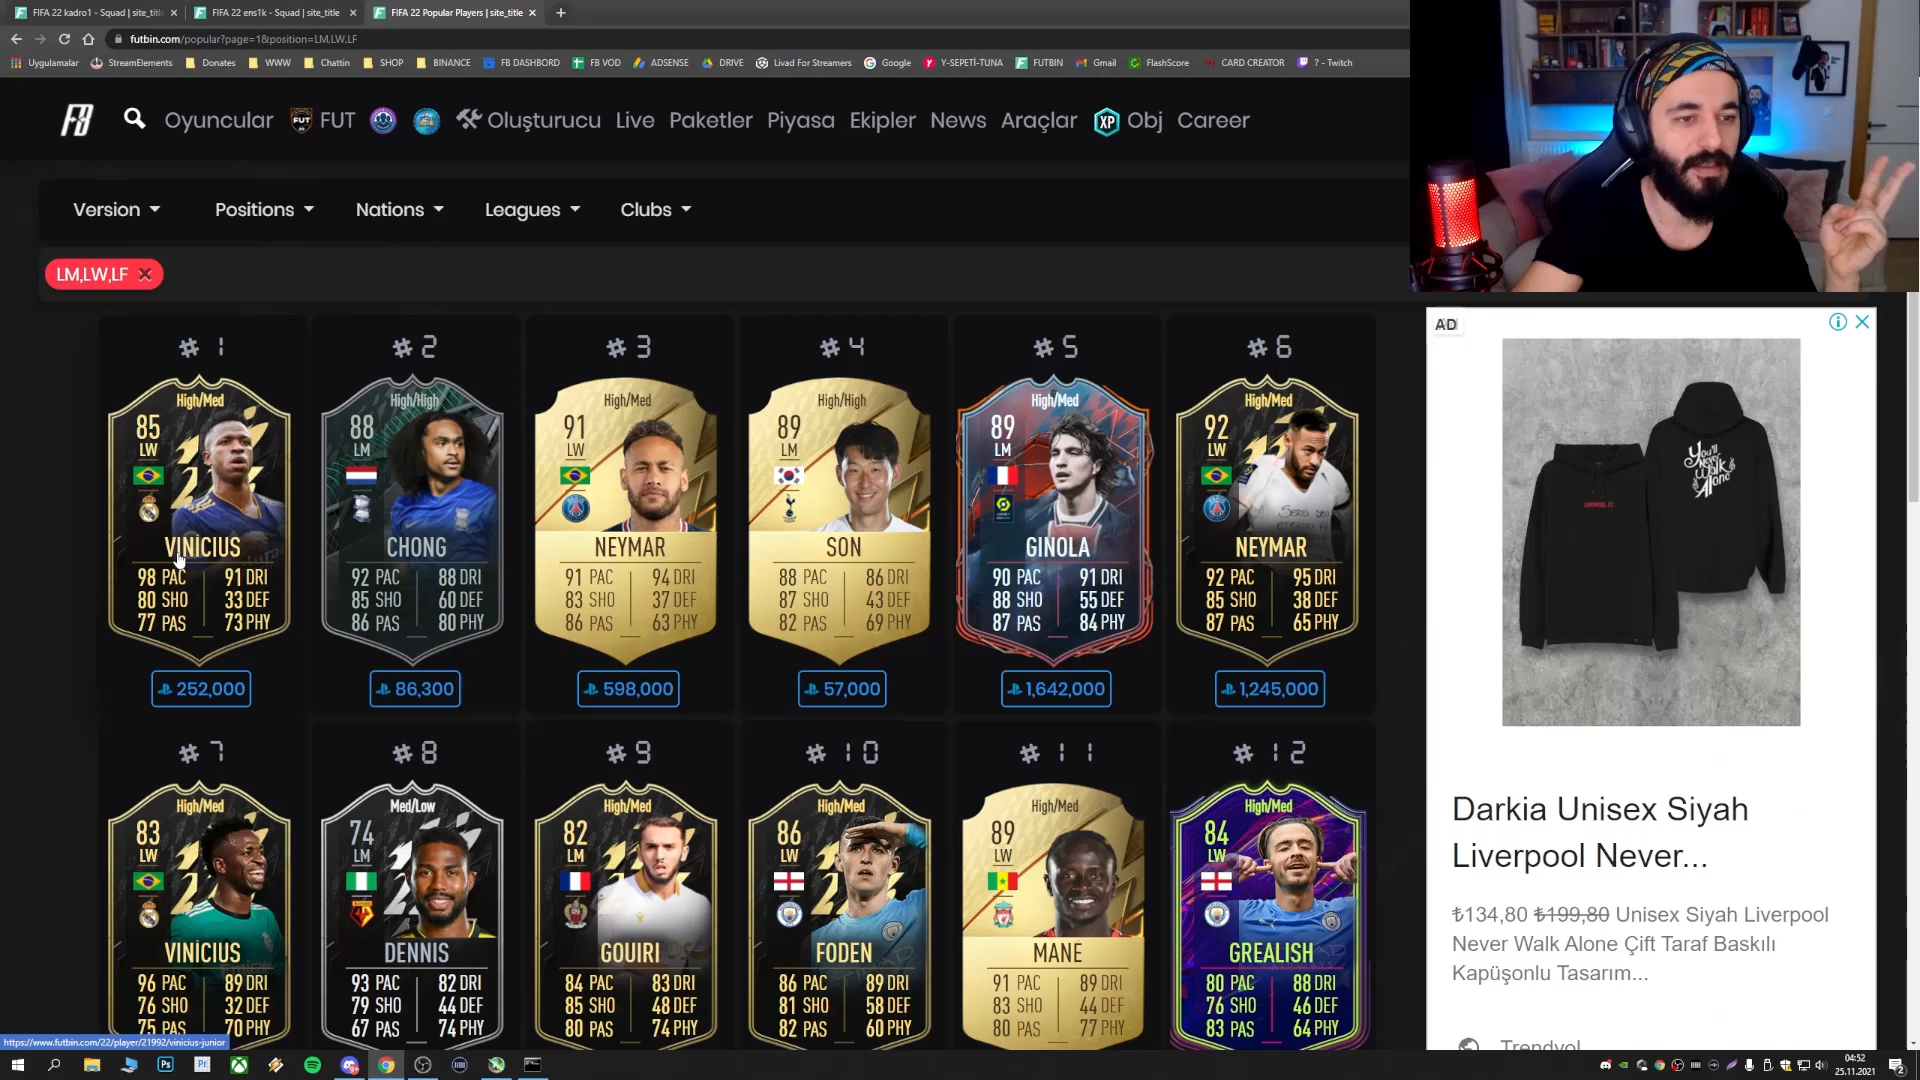 FIFA 22 kadro1 - Squad | site_titl
FIFA 22 ens1k - Squad | site_title
FIFA 22 Popular Players | site_title
futbin.com/popular?page=1&position=LM,LW,LF
Uygulamalar StreamElements Donates WWW Chattin SHOP BINANCE FB DASHBORD FB VOD ADSENSE DRIVE Livad For Streamers Google Y-SEPETİ-TUNA FUTBIN Gmail FlashScore CARD CREATOR ? - Twitch
Oyuncular FUT Oluşturucu Live Paketler Piyasa Ekipler News Araçlar XP Obj Career
Version Positions Nations Leagues Clubs
LM,LW,LF
# 1 # 2 # 3 # 4 # 5 # 6
High/Med
85
LW
VINÍCIUS
98 PAC 91 DRI
80 SHO 33 DEF
77 PAS 73 PHY
252,000
High/High
88
LM
CHONG
92 PAC 88 DRI
85 SHO 60 DEF
86 PAS 80 PHY
86,300
High/Med
91
LW
NEYMAR
91 PAC 94 DRI
83 SHO 37 DEF
86 PAS 63 PHY
598,000
High/High
89
LM
SON
88 PAC 86 DRI
87 SHO 43 DEF
82 PAS 69 PHY
57,000
High/Med
89
LM
GINOLA
90 PAC 91 DRI
88 SHO 55 DEF
87 PAS 84 PHY
1,642,000
High/Med
92
LW
NEYMAR
92 PAC 95 DRI
85 SHO 38 DEF
87 PAS 65 PHY
1,245,000
# 7 # 8 # 9 # 10 # 11 # 12
High/Med
83
LW
VINÍCIUS
96 PAC 89 DRI
76 SHO 32 DEF
75 PAS 70 PHY
Med/Low
74
LM
DENNIS
93 PAC 82 DRI
79 SHO 44 DEF
67 PAS 74 PHY
High/Med
82
LM
GOUIRI
84 PAC 83 DRI
85 SHO 48 DEF
80 PAS 74 PHY
High/Med
86
LW
FODEN
86 PAC 89 DRI
81 SHO 58 DEF
82 PAS 60 PHY
High/Med
89
LW
MANÉ
91 PAC 89 DRI
83 SHO 44 DEF
80 PAS 77 PHY
High/Med
84
LW
GREALISH
80 PAC 88 DRI
76 SHO 46 DEF
83 PAS 64 PHY
AD
You'll
Never
Walk
Alone
LIVERPOOL FC
Darkia Unisex Siyah
Liverpool Never...
₺134,80 ₺199,80 Unisex Siyah Liverpool
Never Walk Alone Çift Taraf Baskılı
Kapüşonlu Tasarım...
Trendyol
https://www.futbin.com/22/player/21992/vinicius-junior
04:52
25.11.2021